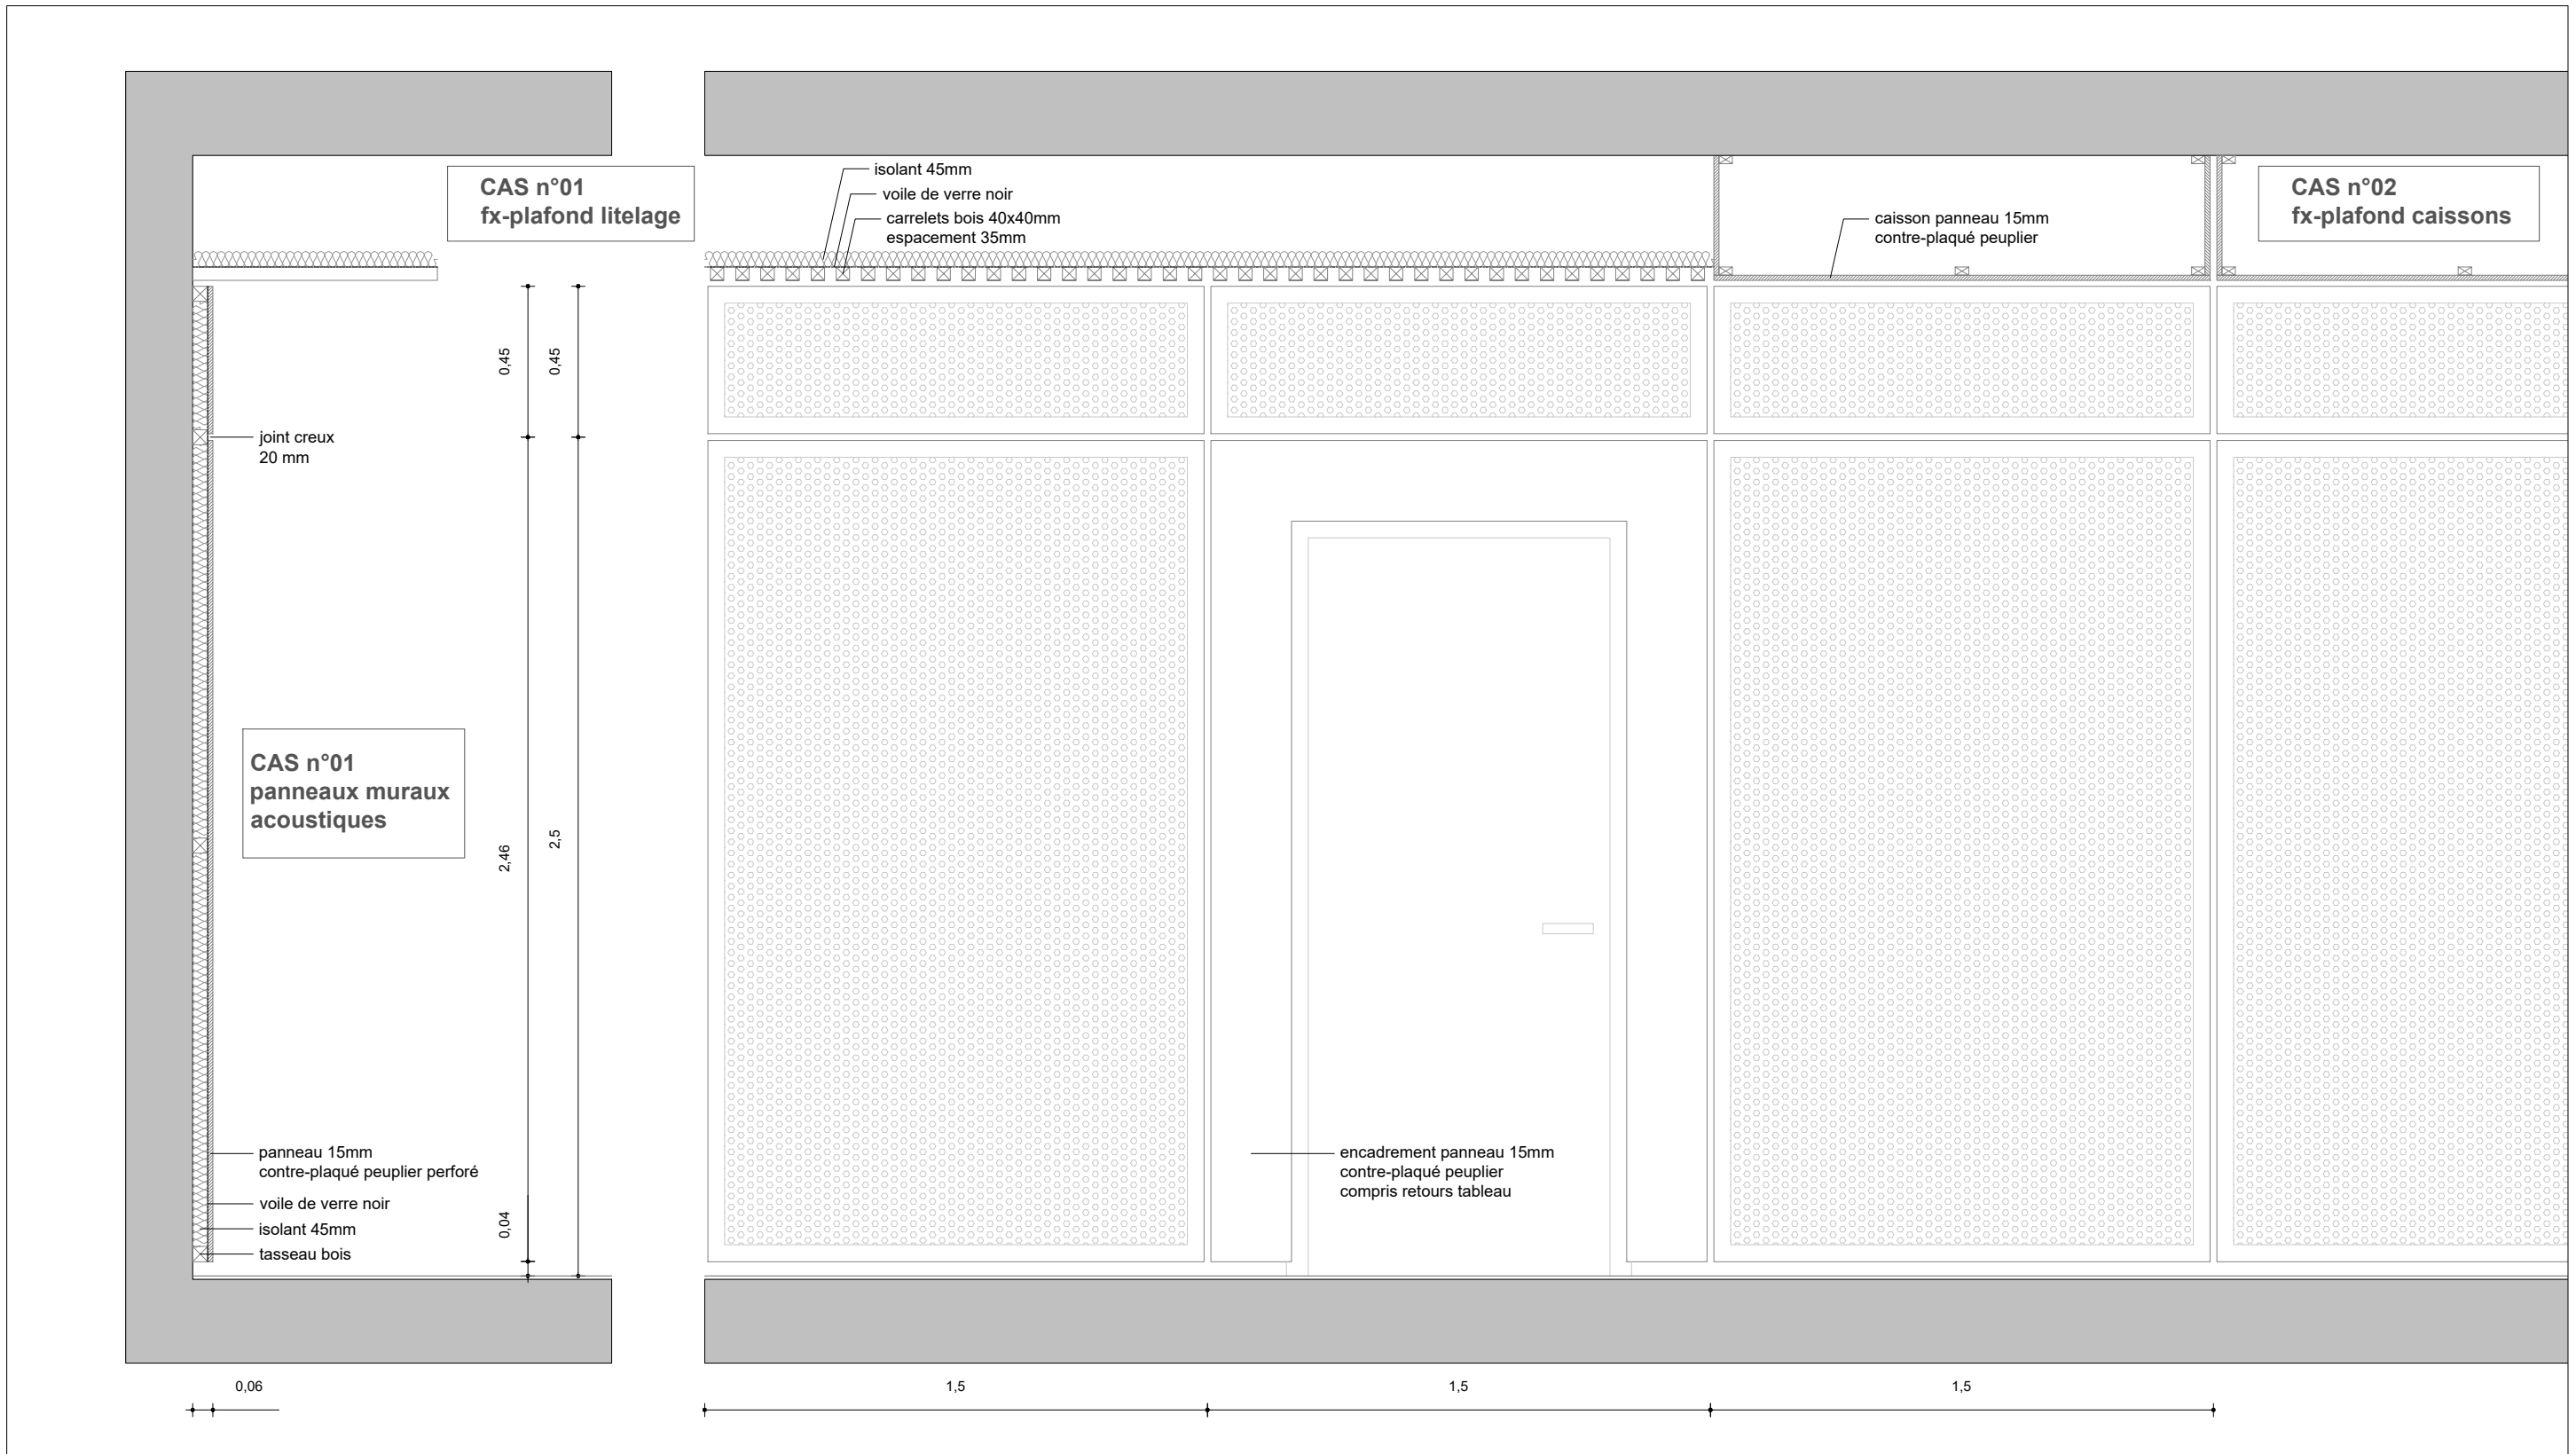 CAS n°01
fx-plafond litelage
isolant 45mm
voile de verre noir
carrelets bois 40x40mm
espacement 35mm
caisson panneau 15mm
contre-plaqué peuplier
CAS n°02
fx-plafond caissons
0,45
0,45
joint creux
20 mm
CAS n°01
panneaux muraux
acoustiques
2,46
2,5
panneau 15mm
contre-plaqué peuplier perforé
voile de verre noir
isolant 45mm
tasseau bois
0,04
encadrement panneau 15mm
contre-plaqué peuplier
compris retours tableau
0,06
1,5
1,5
1,5